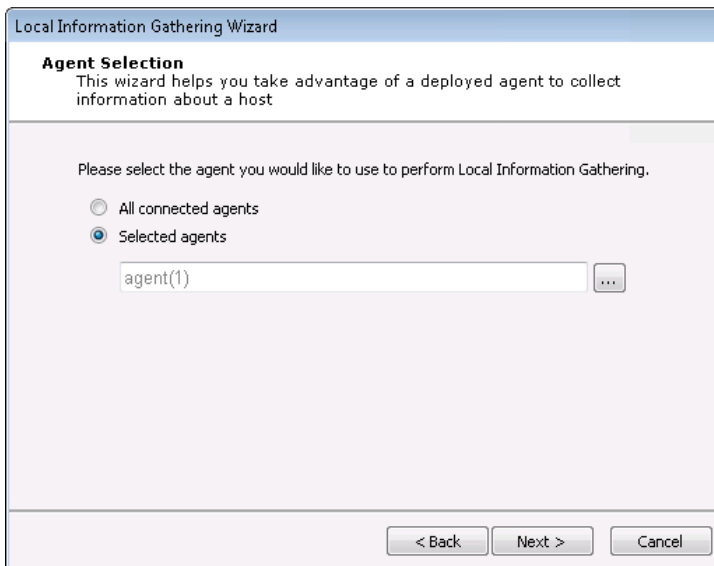 Local Information Gathering Wizard
Agent Selection
This wizard helps you take advantage of a deployed agent to collect
information about a host
Please select the agent you would like to use to perform Local Information Gathering.
All connected agents
Selected agents
agent(1)
...
< Back
Next >
Cancel